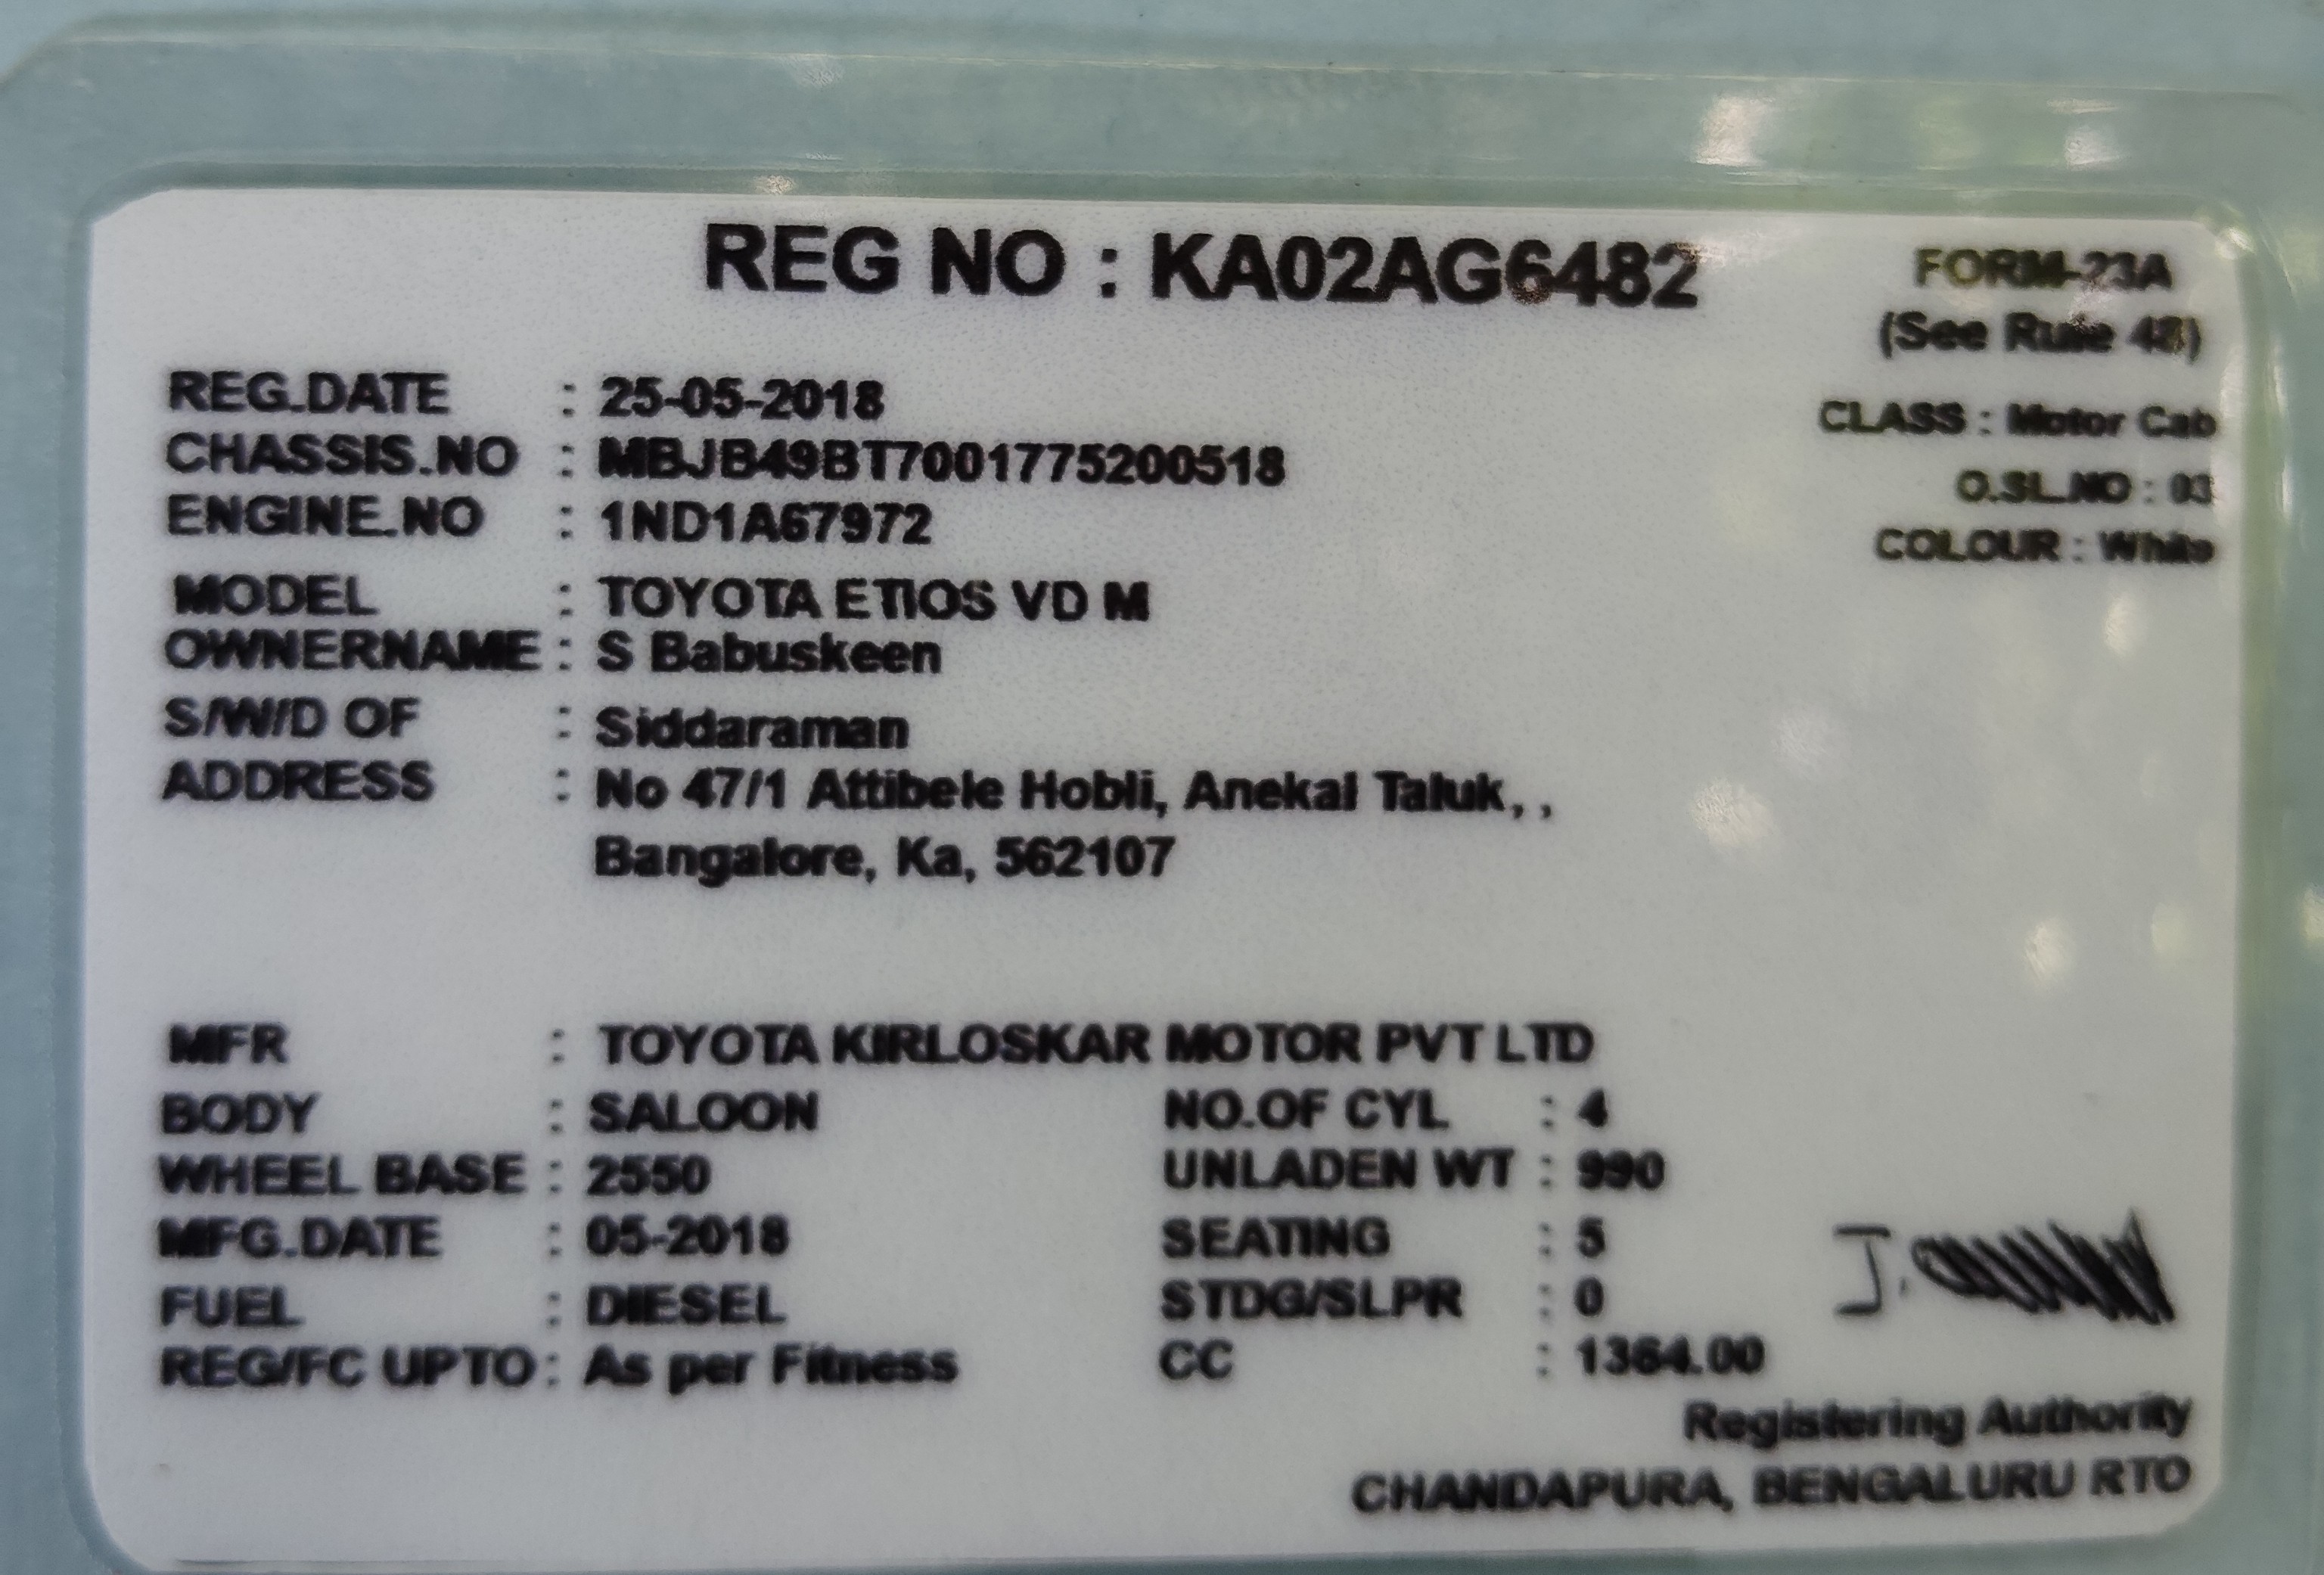 REG NO : KA02AG6482
FORM-23A
(See Rule 48)
REG.DATE : 25-05-2018
CLASS : Motor Cab
CHASSIS.NO : MBJB49BT7001775200518
O.SL.NO : 03
ENGINE.NO : 1ND1A67972
COLOUR : White
MODEL : TOYOTA ETIOS VD M
OWNERNAME : S Babuskeen
S/W/D OF : Siddaraman
ADDRESS : No 47/1 Attibele Hobli, Anekal Taluk, ,
Bangalore, Ka, 562107
MFR : TOYOTA KIRLOSKAR MOTOR PVT LTD
BODY : SALOON NO.OF CYL : 4
WHEEL BASE : 2550 UNLADEN WT : 990
MFG.DATE : 05-2018 SEATING : 5
FUEL : DIESEL STDG/SLPR : 0
REG/FC UPTO : As per Fitness CC : 1364.00
Registering Authority
CHANDAPURA, BENGALURU RTO